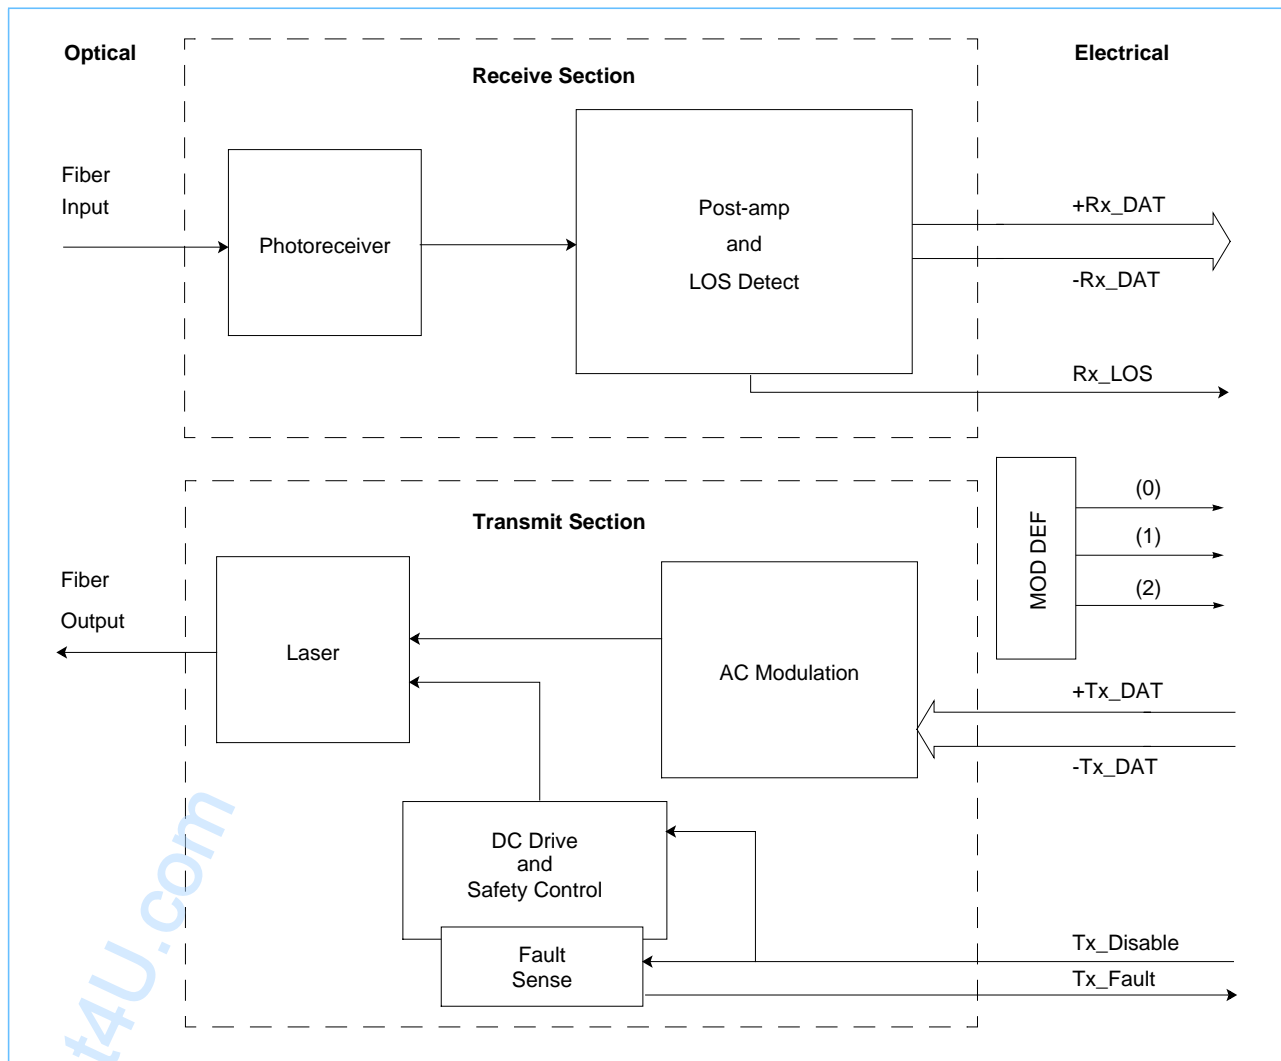 Optical
Receive Section
Electrical
Fiber
Input
Photoreceiver
Post-amp
and
LOS Detect
+Rx_DAT
-Rx_DAT
Rx_LOS
Transmit Section
MOD DEF
(0)
(1)
(2)
Fiber
Output
Laser
AC Modulation
+Tx_DAT
-Tx_DAT
DC Drive
and
Safety Control
Fault
Sense
Tx_Disable
Tx_Fault
t4U.com